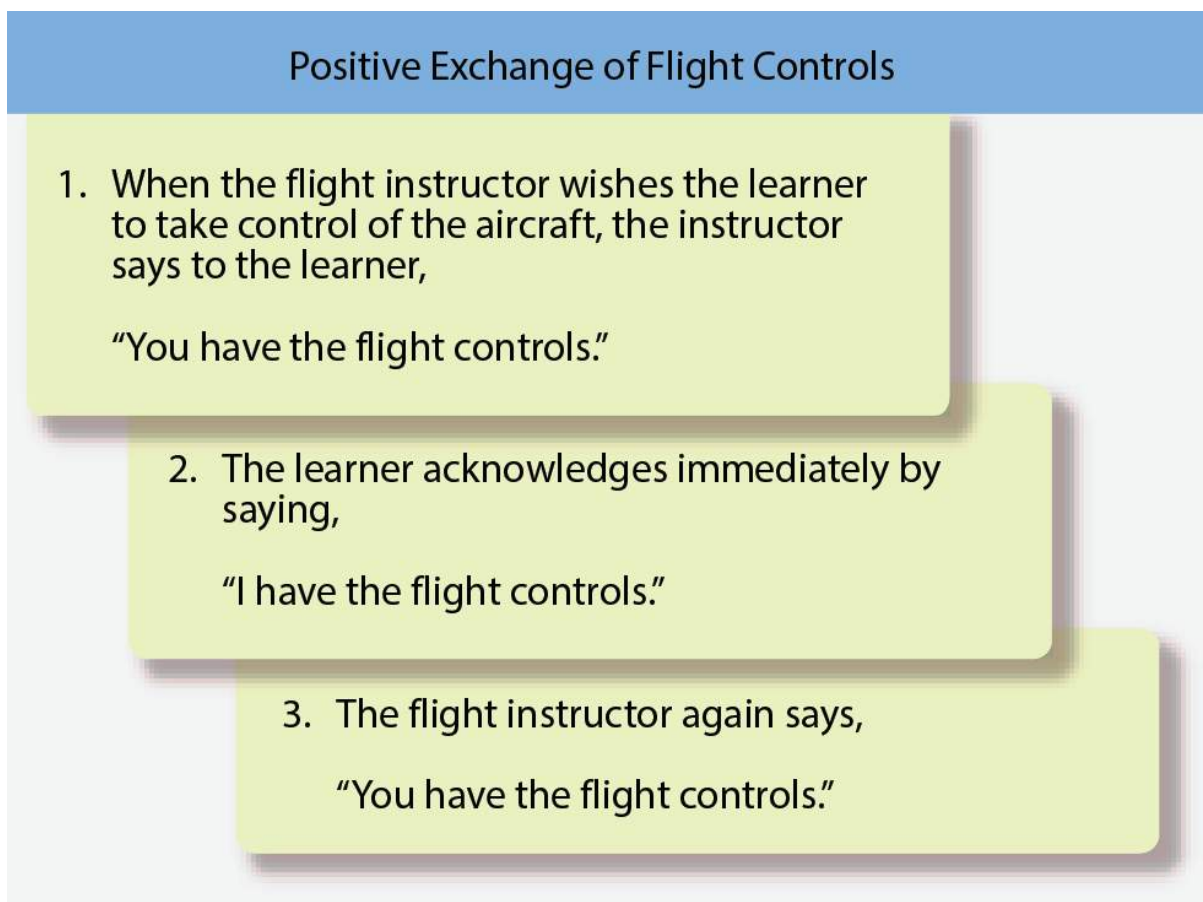 Positive Exchange of Flight Controls
1. When the flight instructor wishes the learner
to take control of the aircraft, the instructor
says to the learner,
“You have the flight controls.”
2. The learner acknowledges immediately by
saying,
“I have the flight controls.”
3. The flight instructor again says,
“You have the flight controls.”